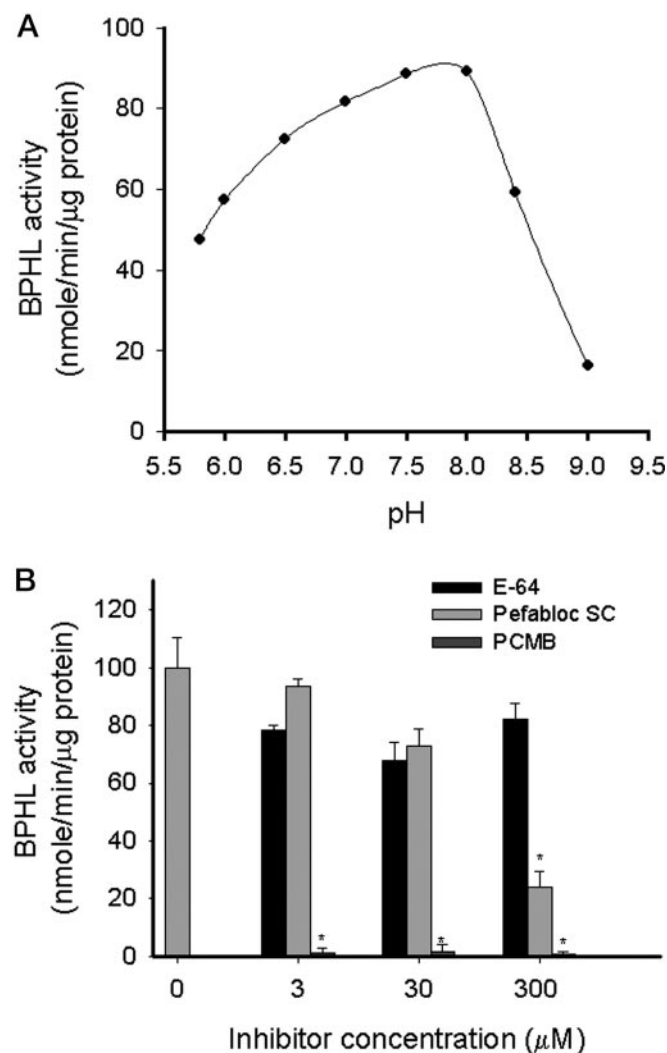 A
100
80
60
40
20
0
BPHL activity
(nmole/min/μg protein)
5.5 6.0 6.5 7.0 7.5 8.0 8.5 9.0 9.5
pH
B
E-64
Pefabloc SC
PCMB
120
100
80
60
40
20
0
BPHL activity
(nmole/min/μg protein)
* * * *
0 3 30 300
Inhibitor concentration (μM)